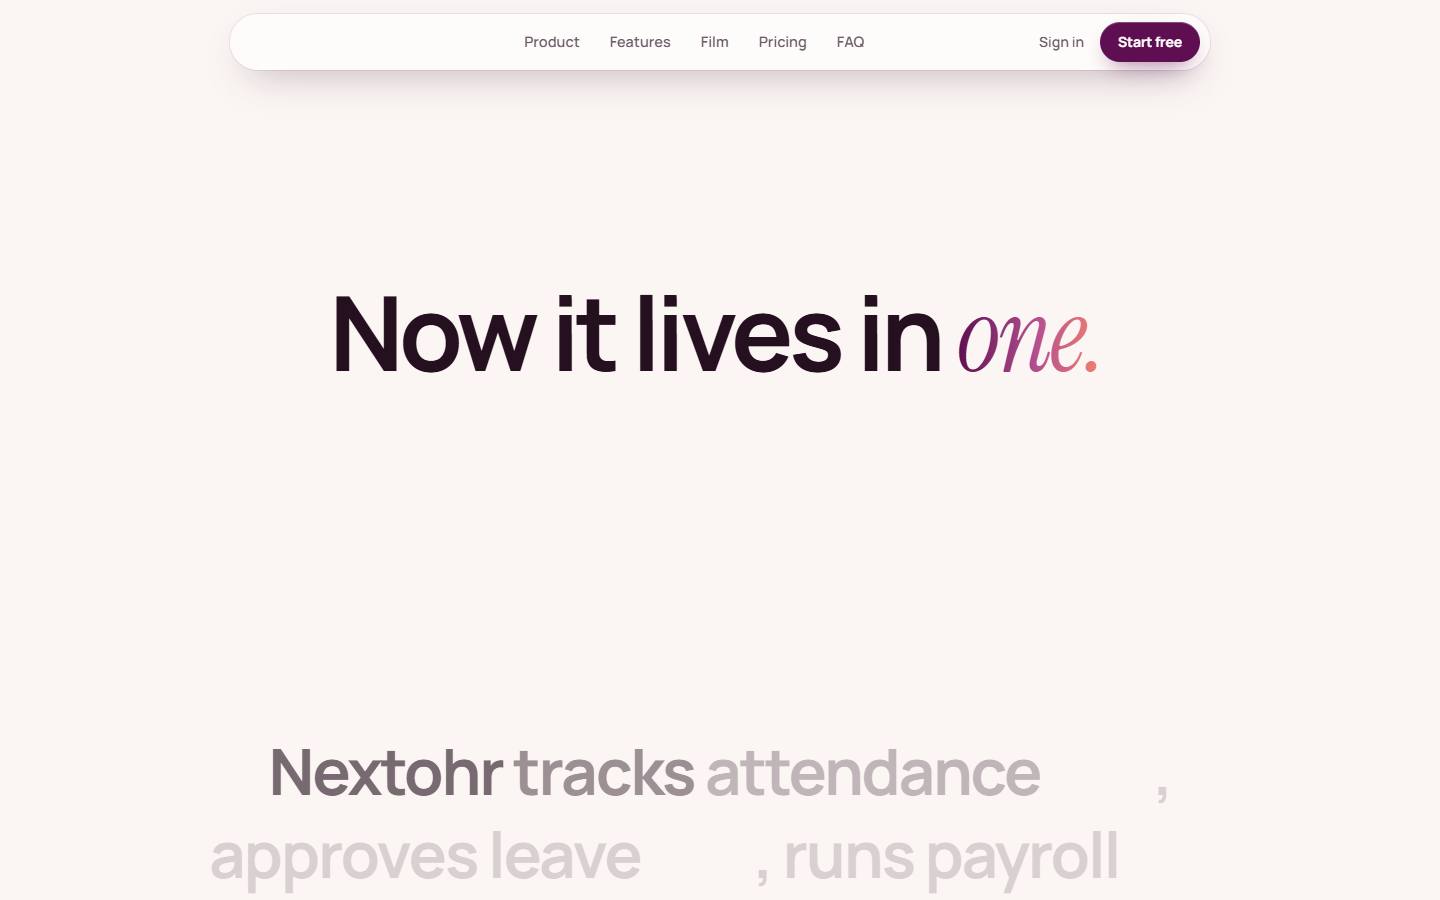 Product Features Film Pricing FAQ Sign in Start free
Now it lives in one.
Nextohr tracks attendance ,
approves leave , runs payroll